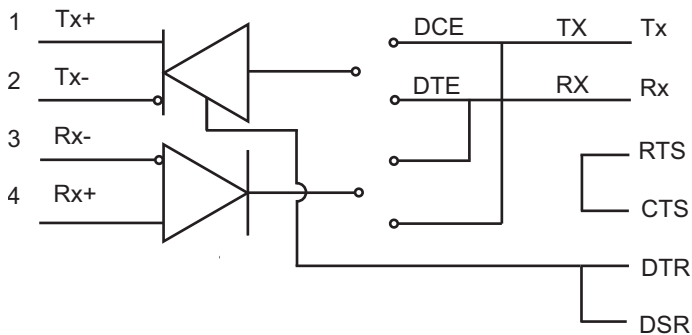 1 Tx+ DCE TX Tx
2 Tx- DTE RX Rx
3 Rx- RTS
4 Rx+ CTS
DTR
DSR